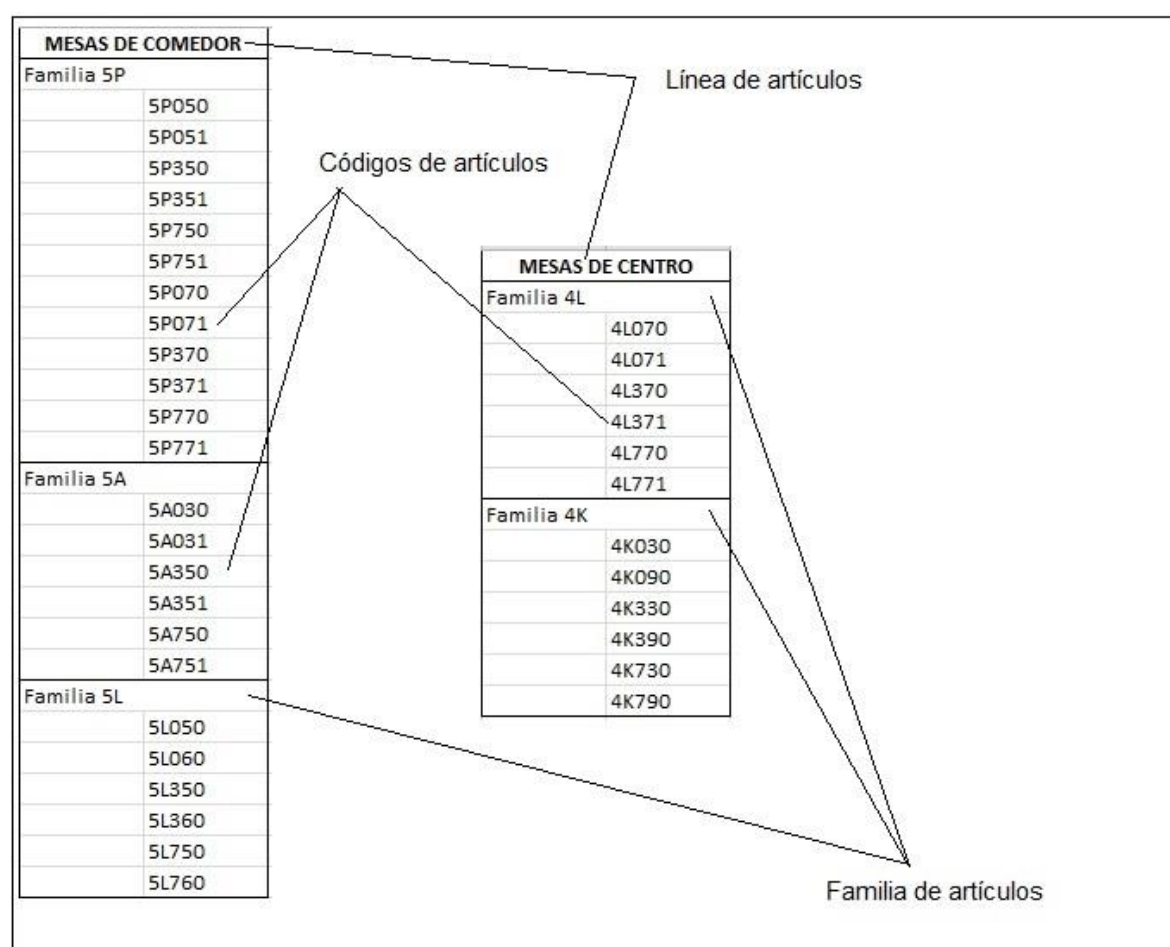 MESAS DE COMEDOR
Familia 5P
5P050
5P051
5P350
5P351
5P750
5P751
5P070
5P071
5P370
5P371
5P770
5P771
Familia 5A
5A030
5A031
5A350
5A351
5A750
5A751
Familia 5L
5L050
5L060
5L350
5L360
5L750
5L760
Línea de artículos
Códigos de artículos
MESAS DE CENTRO
Familia 4L
4L070
4L071
4L370
4L371
4L770
4L771
Familia 4K
4K030
4K090
4K330
4K390
4K730
4K790
Familia de artículos